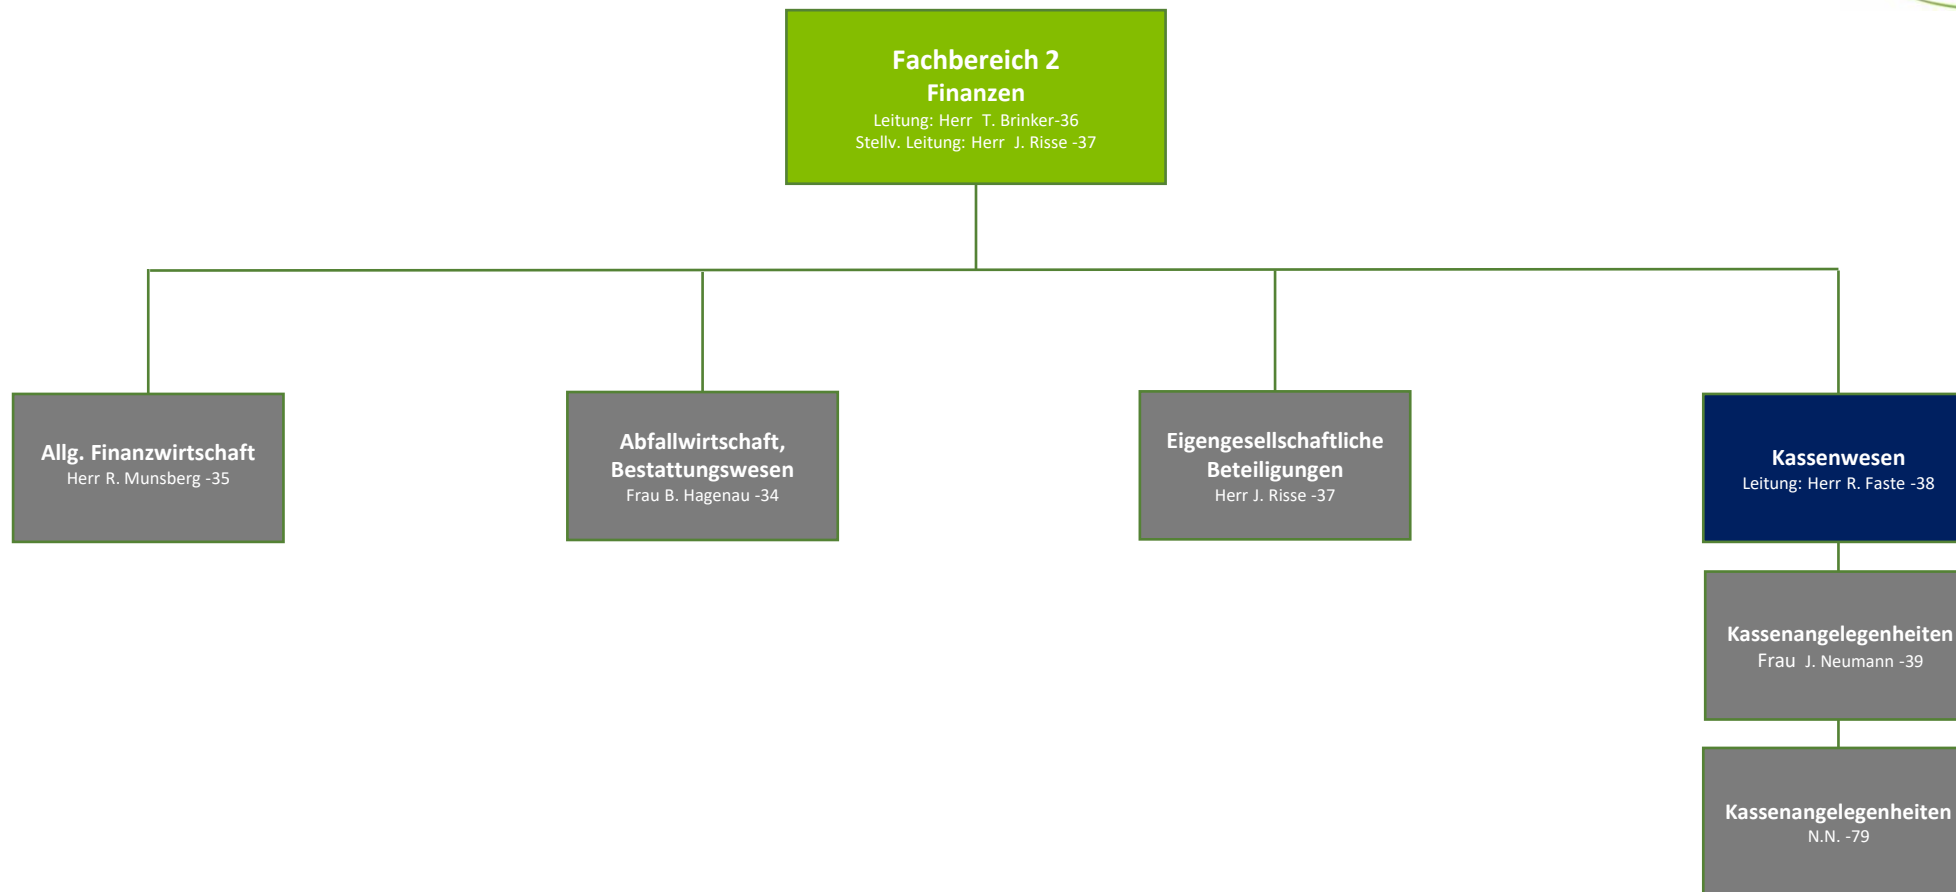 Fachbereich 2
Finanzen
Leitung: Herr  T. Brinker-36
Stellv. Leitung: Herr  J. Risse -37
Allg. Finanzwirtschaft
Herr R. Munsberg -35
Abfallwirtschaft,
Bestattungswesen
Frau B. Hagenau -34
Eigengesellschaftliche
Beteiligungen
Herr J. Risse -37
Kassenwesen
Leitung: Herr R. Faste -38
Kassenangelegenheiten
Frau  J. Neumann -39
Kassenangelegenheiten
N.N. -79